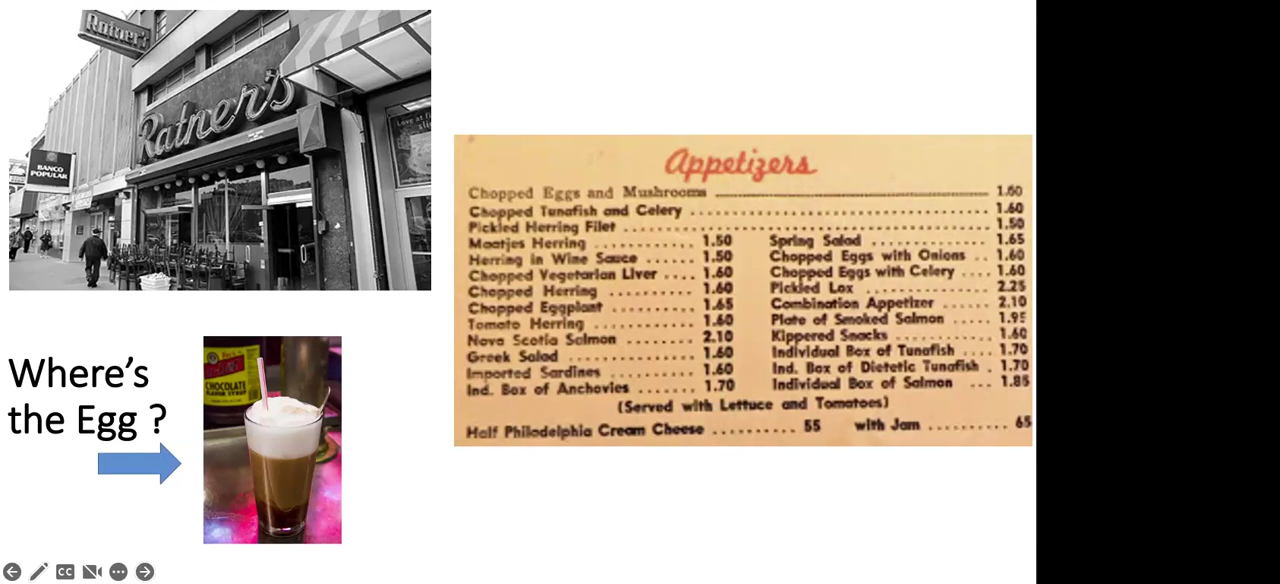 Ratner's
Ratner's
BANCO
POPULAR
Love at fi
Appetizers
Chopped Eggs and Mushrooms 1.60
Chopped Tunafish and Celery 1.60
Pickled Herring Filet 1.50
Maatjes Herring 1.50
Herring in Wine Sauce 1.50
Chopped Vegetarian Liver 1.60
Chopped Herring 1.60
Chopped Eggplant 1.65
Tomato Herring 1.60
Nova Scotia Salmon 2.10
Greek Salad 1.60
Imported Sardines 1.60
Ind. Box of Anchovies 1.70
Spring Salad 1.65
Chopped Eggs with Onions 1.60
Chopped Eggs with Celery 1.60
Pickled Lox 2.25
Combination Appetizer 2.10
Plate of Smoked Salmon 1.95
Kippered Snacks 1.60
Individual Box of Tunafish 1.70
Ind. Box of Dietetic Tunafish 1.70
Individual Box of Salmon 1.85
(Served with Lettuce and Tomatoes)
Half Philadelphia Cream Cheese 55 with Jam 65
Where's
the Egg ?
CHOCOLATE
FLAVOR SYRUP
CC